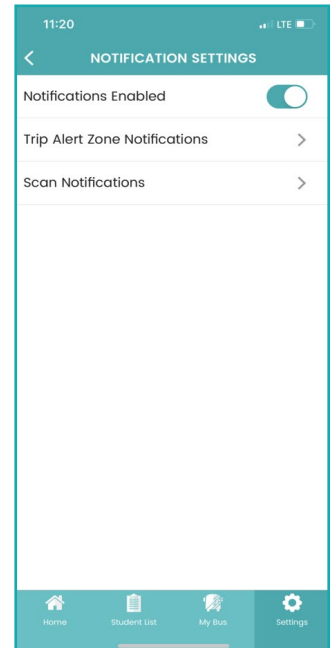 11:20 LTE
NOTIFICATION SETTINGS
Notifications Enabled
Trip Alert Zone Notifications
Scan Notifications
Home Student List My Bus Settings